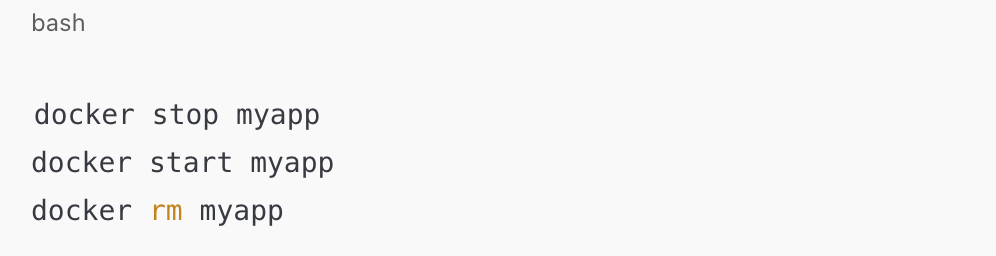 bash
docker stop myapp
docker start myapp
docker rm myapp